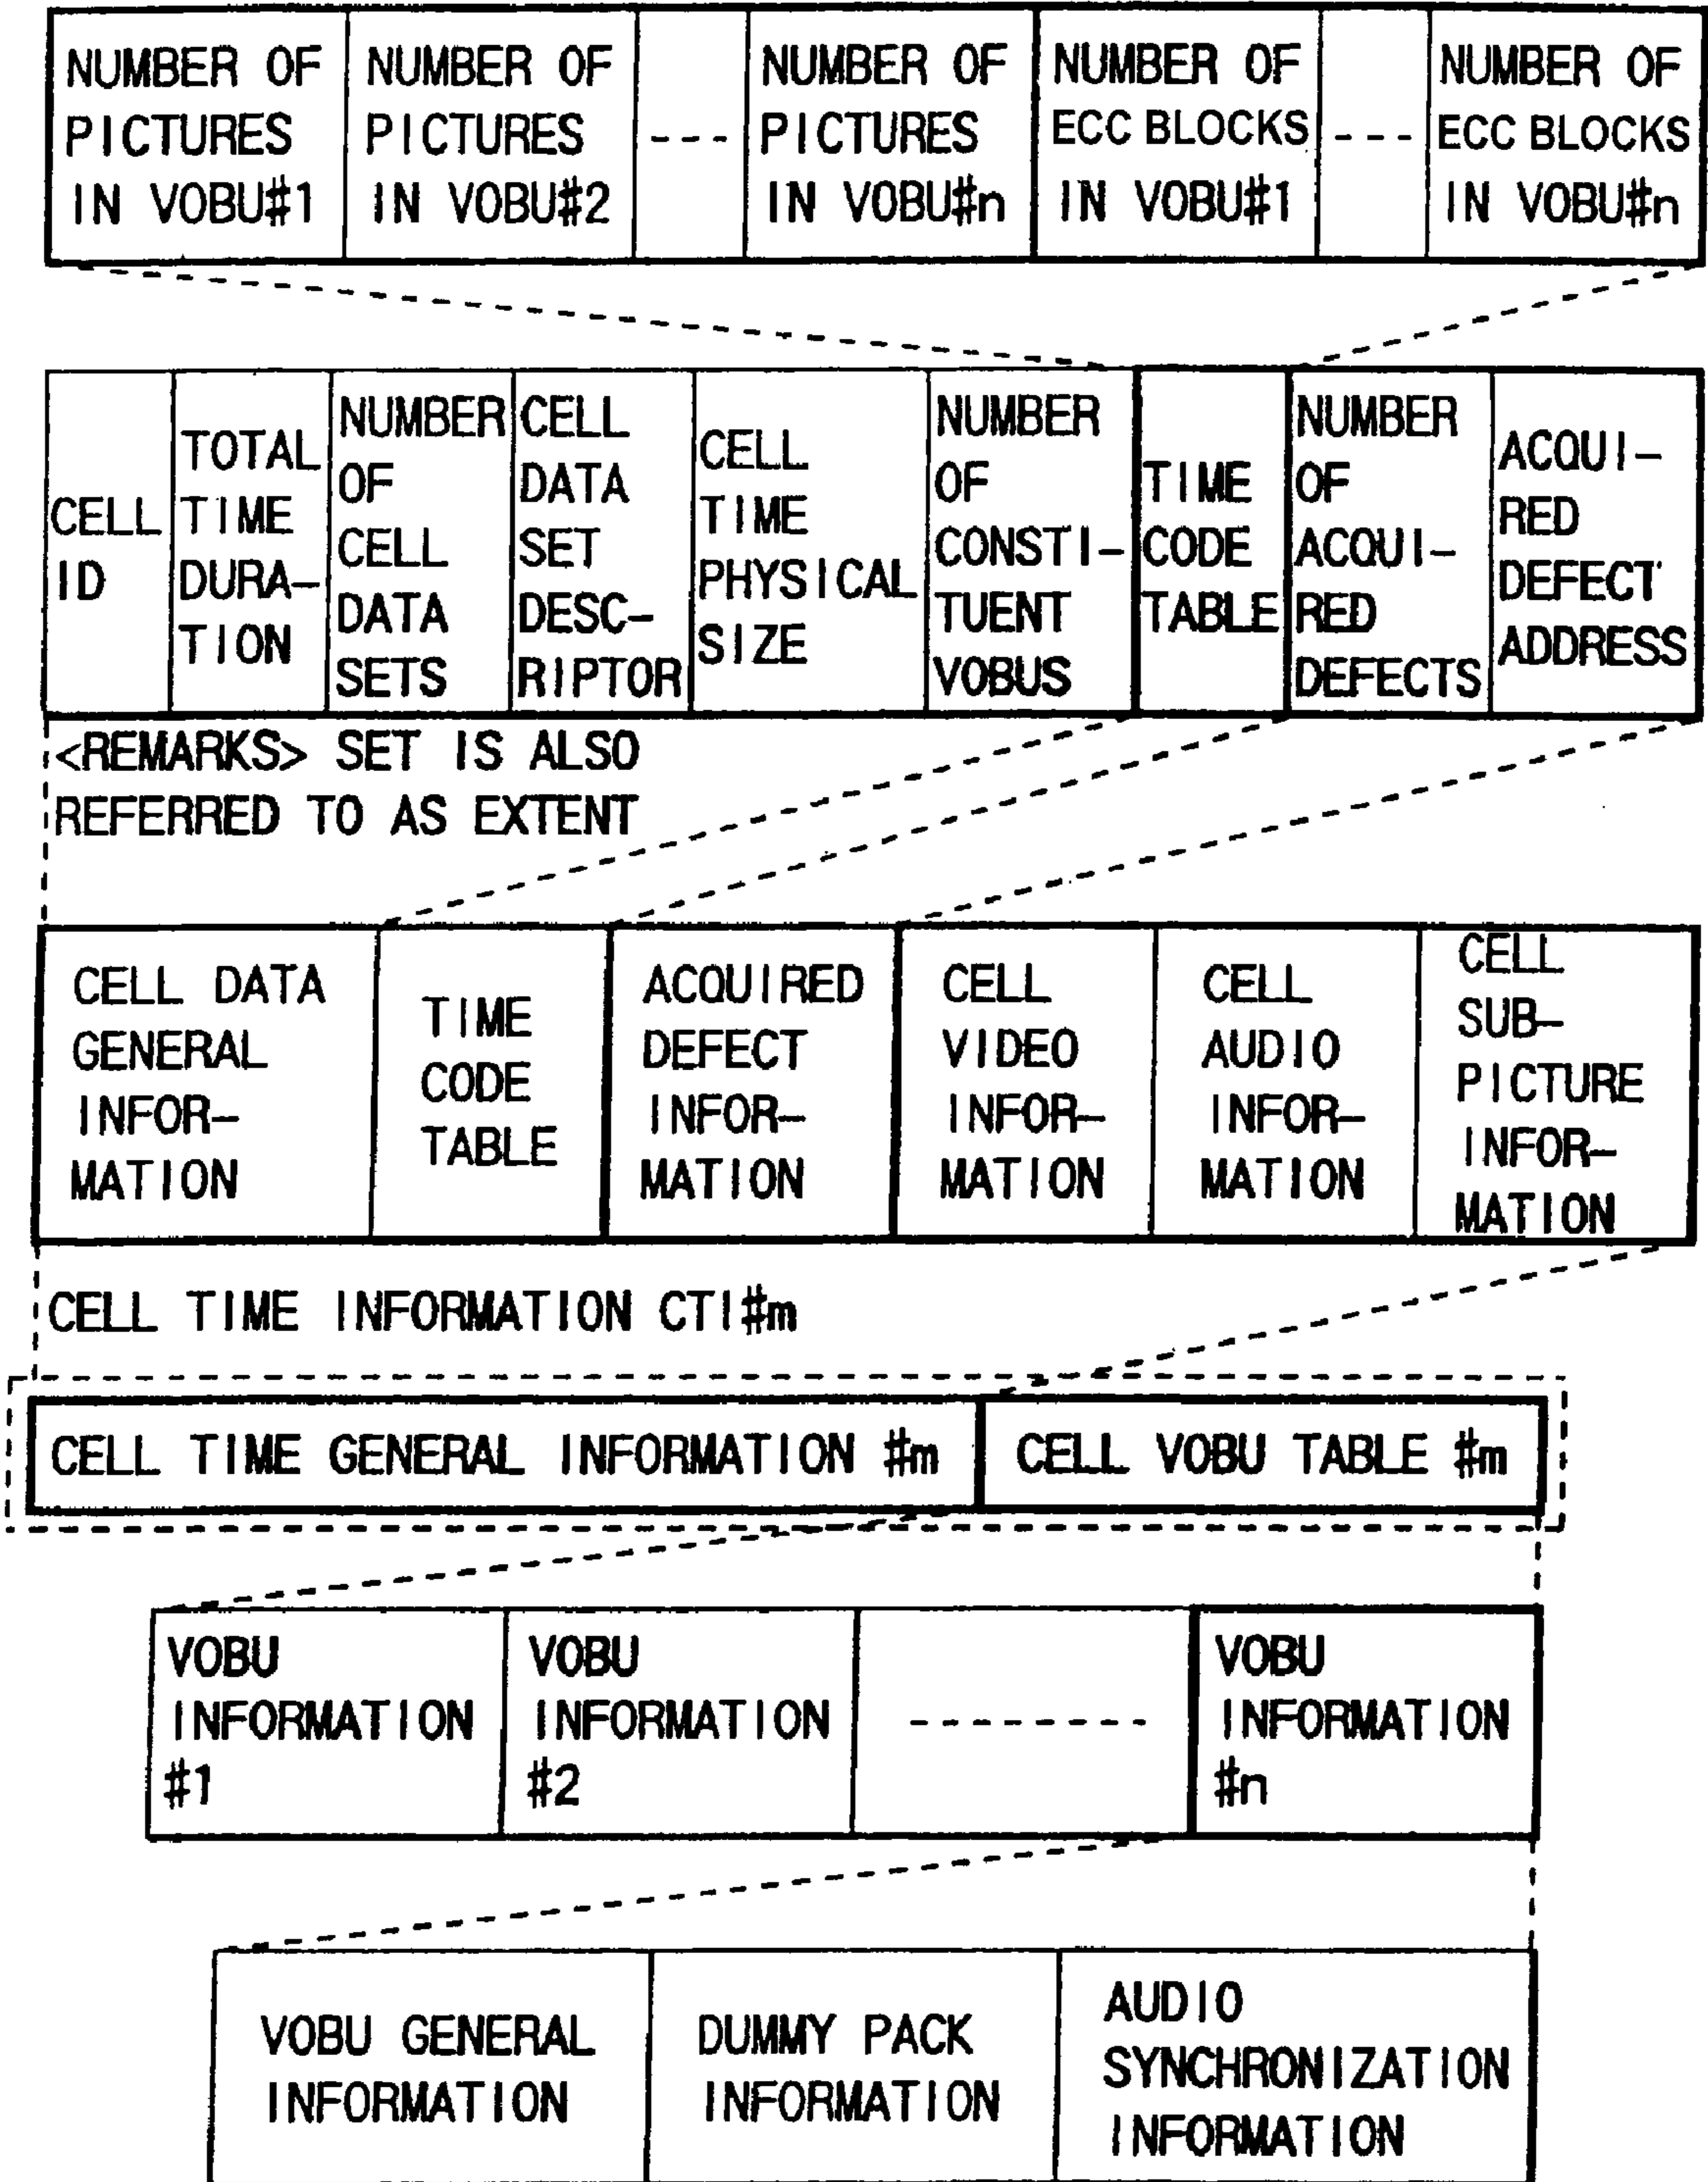 NUMBER OF
PICTURES
IN VOBU#1
NUMBER OF
PICTURES
IN VOBU#2
---
NUMBER OF
PICTURES
IN VOBU#n
NUMBER OF
ECC BLOCKS
IN VOBU#1
---
NUMBER OF
ECC BLOCKS
IN VOBU#n
CELL
ID
TOTAL
TIME
DURA-
TION
NUMBER
OF
CELL
DATA
SETS
CELL
DATA
SET
DESC-
RIPTOR
CELL
TIME
PHYSICAL
SIZE
NUMBER
OF
CONSTI-
TUENT
VOBUS
TIME
CODE
TABLE
NUMBER
OF
ACQUI-
RED
DEFECTS
ACQUI-
RED
DEFECT
ADDRESS
<REMARKS> SET IS ALSO
REFERRED TO AS EXTENT
CELL DATA
GENERAL
INFOR-
MATION
TIME
CODE
TABLE
ACQUIRED
DEFECT
INFOR-
MATION
CELL
VIDEO
INFOR-
MATION
CELL
AUDIO
INFOR-
MATION
CELL
SUB-
PICTURE
INFOR-
MATION
CELL TIME INFORMATION CTI#m
CELL TIME GENERAL INFORMATION #m
CELL VOBU TABLE #m
VOBU
INFORMATION
#1
VOBU
INFORMATION
#2
--------
VOBU
INFORMATION
#n
VOBU GENERAL
INFORMATION
DUMMY PACK
INFORMATION
AUDIO
SYNCHRONIZATION
INFORMATION